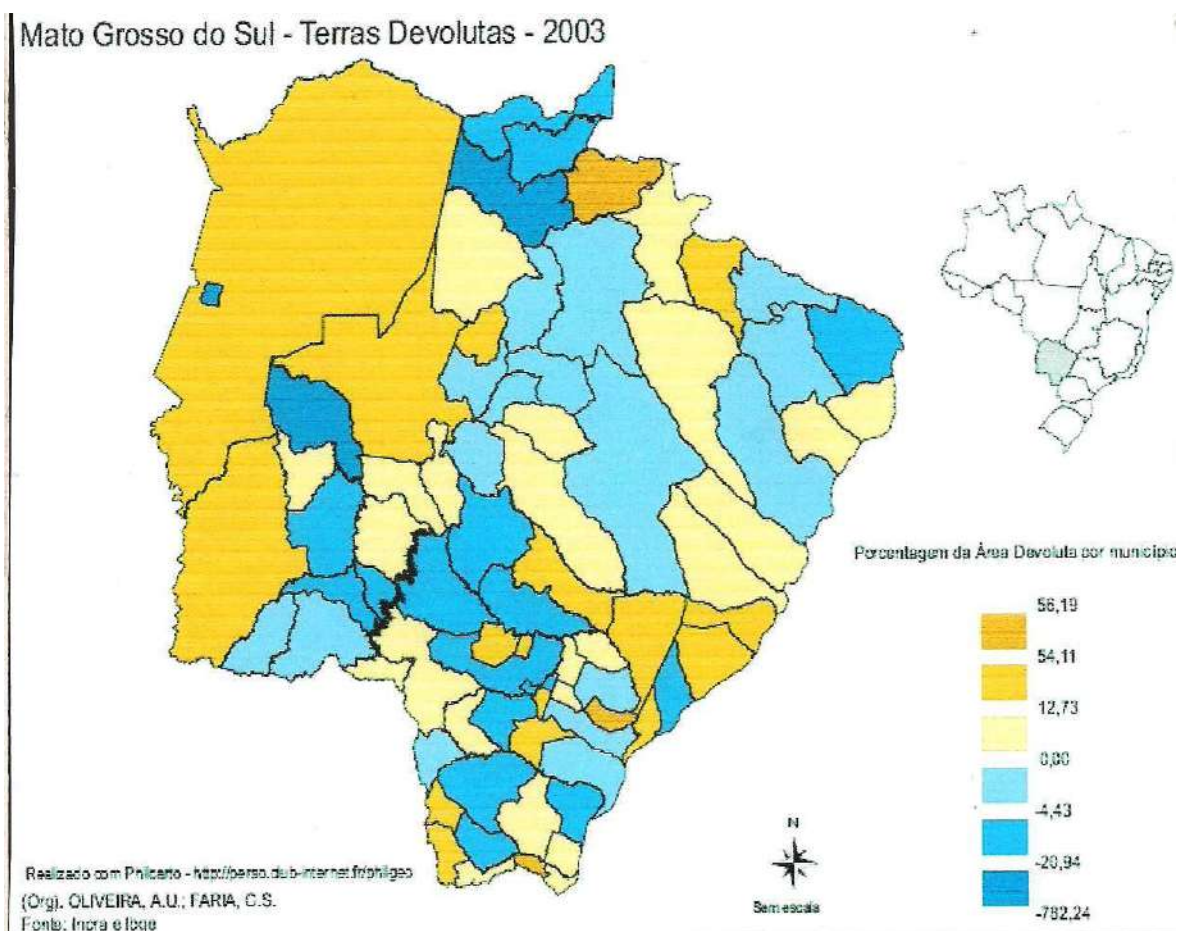 Mato Grosso do Sul - Terras Devolutas - 2003
Porcentagem da Área Devoluta por município
56,19
54,11
12,73
0,00
-4,43
-20,94
-782,24
N
Sem escala
Realizado com Philcarto - http://perso.club-internet.fr/philgeo
(Org). OLIVEIRA, A.U.; FARIA, C.S.
Fonte: Incra e Ibge